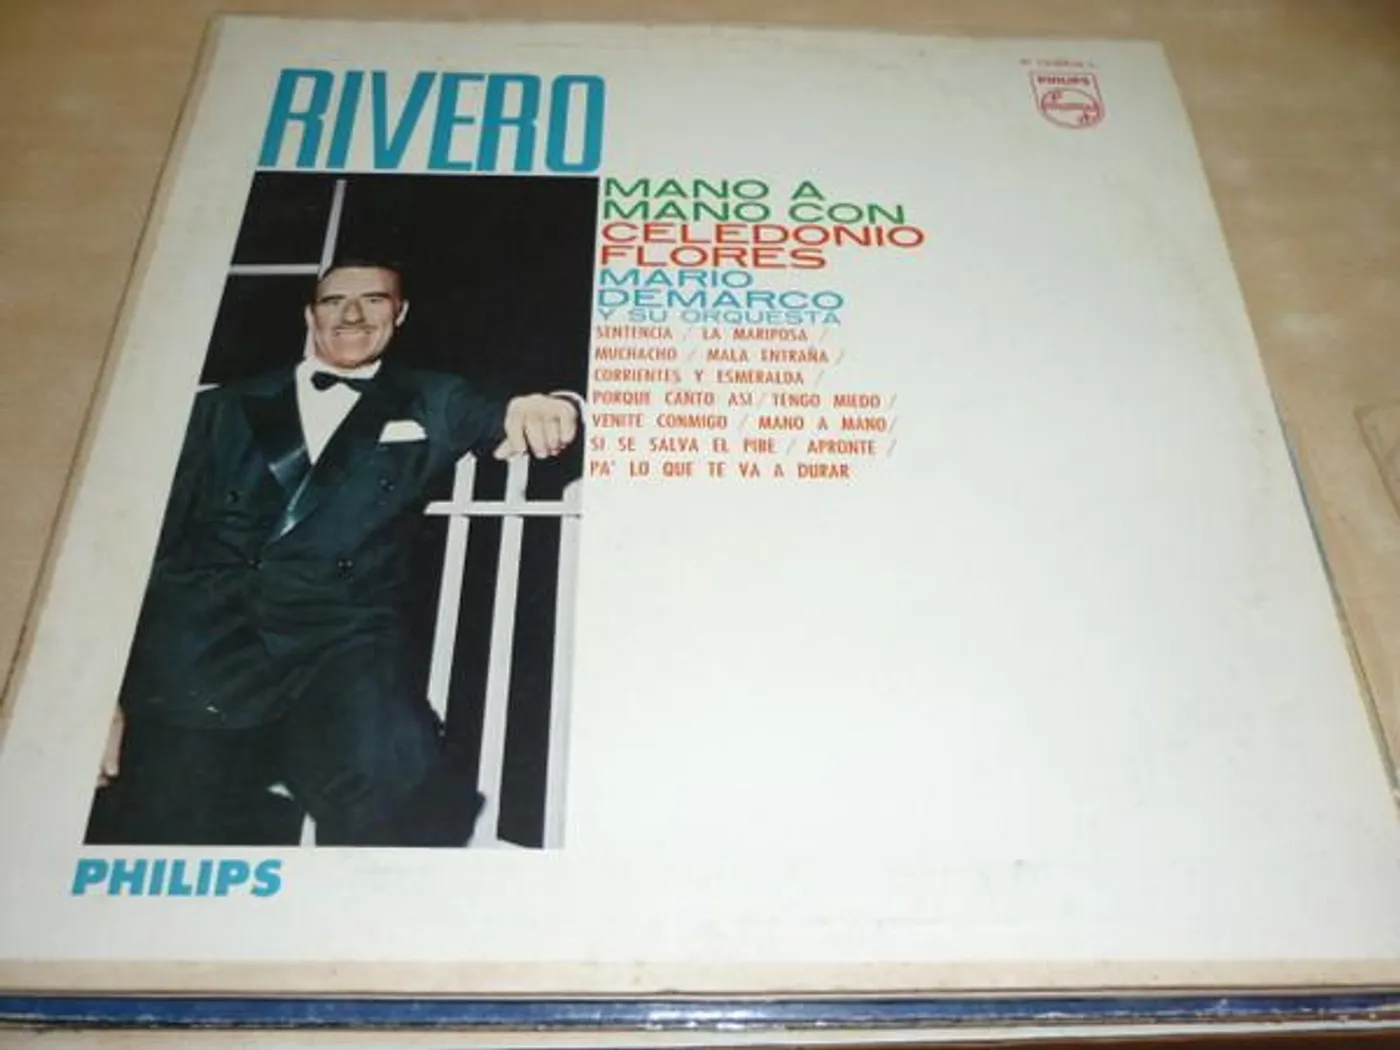 RIVERO
PHILIPS
MANO A
MANO CON
CELEDONIO
FLORES
MARIO
DEMARCO
Y SU ORQUESTA
SENTENCIA / LA MARIPOSA /
MUCHACHO / MALA ENTRAÑA /
CORRIENTES Y ESMERALDA /
PORQUE CANTO ASI / TENGO MIEDO /
VENITE CONMIGO / MANO A MANO /
SI SE SALVA EL PIBE / APRONTE /
PA' LO QUE TE VA A DURAR
PHILIPS